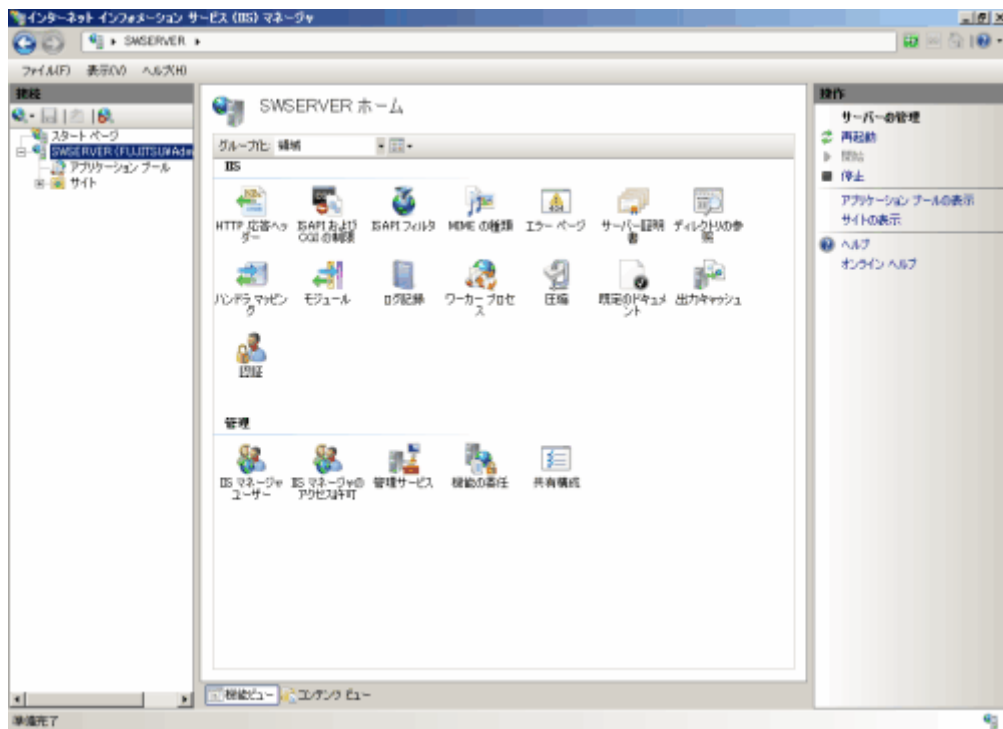 インターネット インフォメーション サービス (IIS) マネージャ
SWSERVER
ファイル(F) 表示(V) ヘルプ(H)
接続
スタート ページ
SWSERVER (FUJITSU¥Adm
アプリケーション プール
サイト
SWSERVER ホーム
グループ化: 領域
IIS
HTTP 応答ヘッダー
ISAPI および CGI の制限
ISAPI フィルタ
MIME の種類
エラー ページ
サーバー証明書
ディレクトリの参照
ハンドラ マッピング
モジュール
ログ記録
ワーカー プロセス
圧縮
既定のドキュメント
出力キャッシュ
認証
管理
IIS マネージャ ユーザー
IIS マネージャの アクセス許可
管理サービス
機能の委任
共有構成
機能ビュー
コンテンツ ビュー
操作
サーバーの管理
再起動
開始
停止
アプリケーション プールの表示
サイトの表示
ヘルプ
オンライン ヘルプ
準備完了